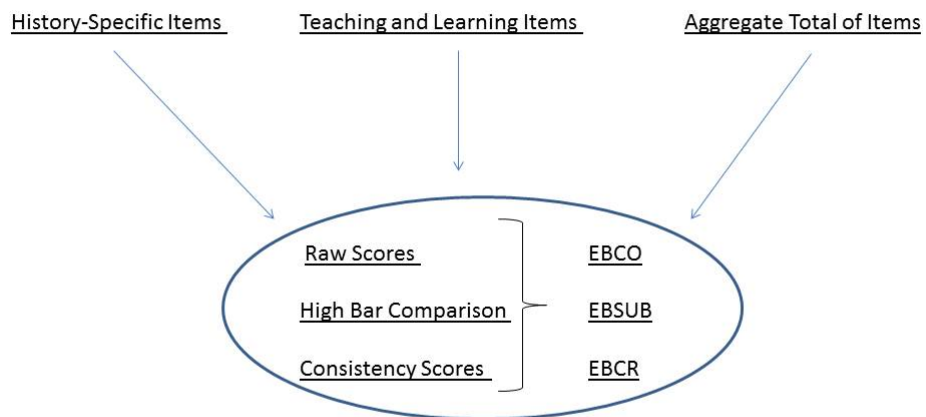 History-Specific Items Teaching and Learning Items Aggregate Total of Items
Raw Scores EBCO
High Bar Comparison EBSUB
Consistency Scores EBCR